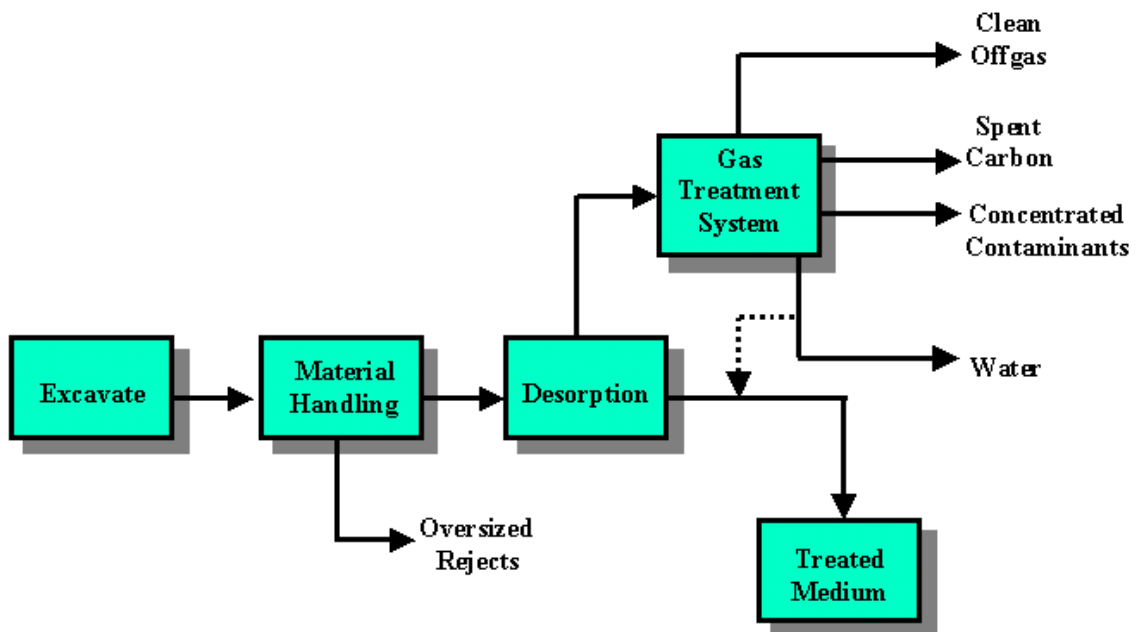 Clean
Offgas
Spent
Carbon
Gas
Treatment
System
Concentrated
Contaminants
Water
Excavate
Material
Handling
Desorption
Oversized
Rejects
Treated
Medium